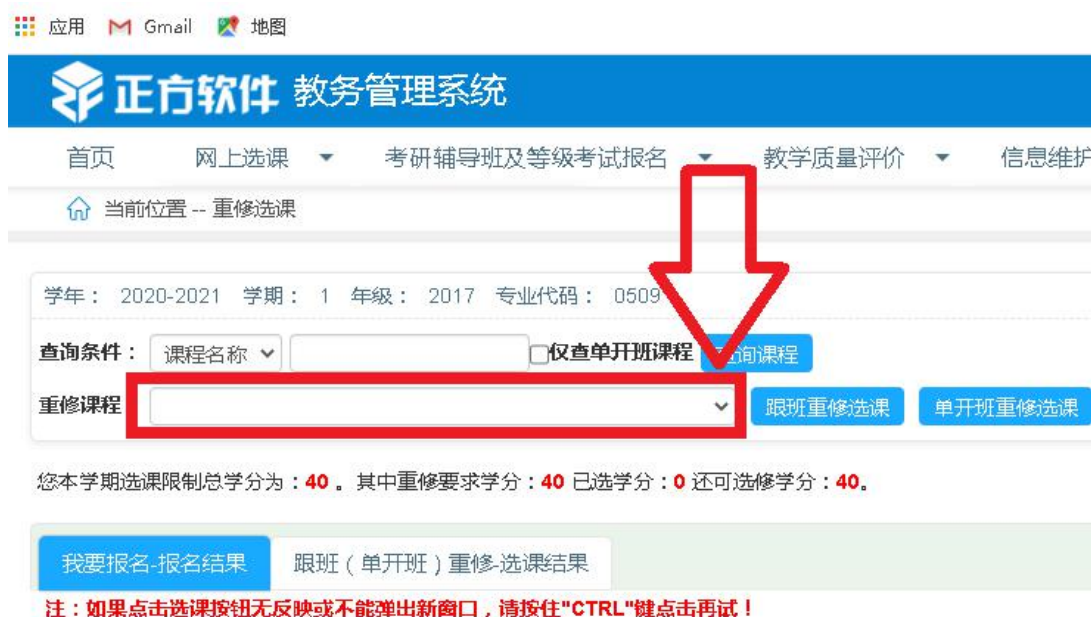 应用 Gmail 地图
正方软件 教务管理系统
首页 网上选课 考研辅导班及等级考试报名 教学质量评价 信息维护
当前位置 -- 重修选课
学年： 2020-2021 学期： 1 年级： 2017 专业代码： 0509
查询条件： 课程名称 仅查单开班课程 询课程
重修课程 跟班重修选课 单开班重修选课
您本学期选课限制总学分为：40 。其中重修要求学分：40 已选学分：0 还可选修学分：40。
我要报名-报名结果 跟班（单开班）重修-选课结果
注：如果点击选课按钮无反映或不能弹出新窗口，请按住"CTRL"键点击再试！